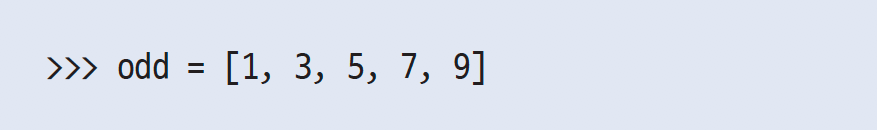 >>> odd = [1, 3, 5, 7, 9]